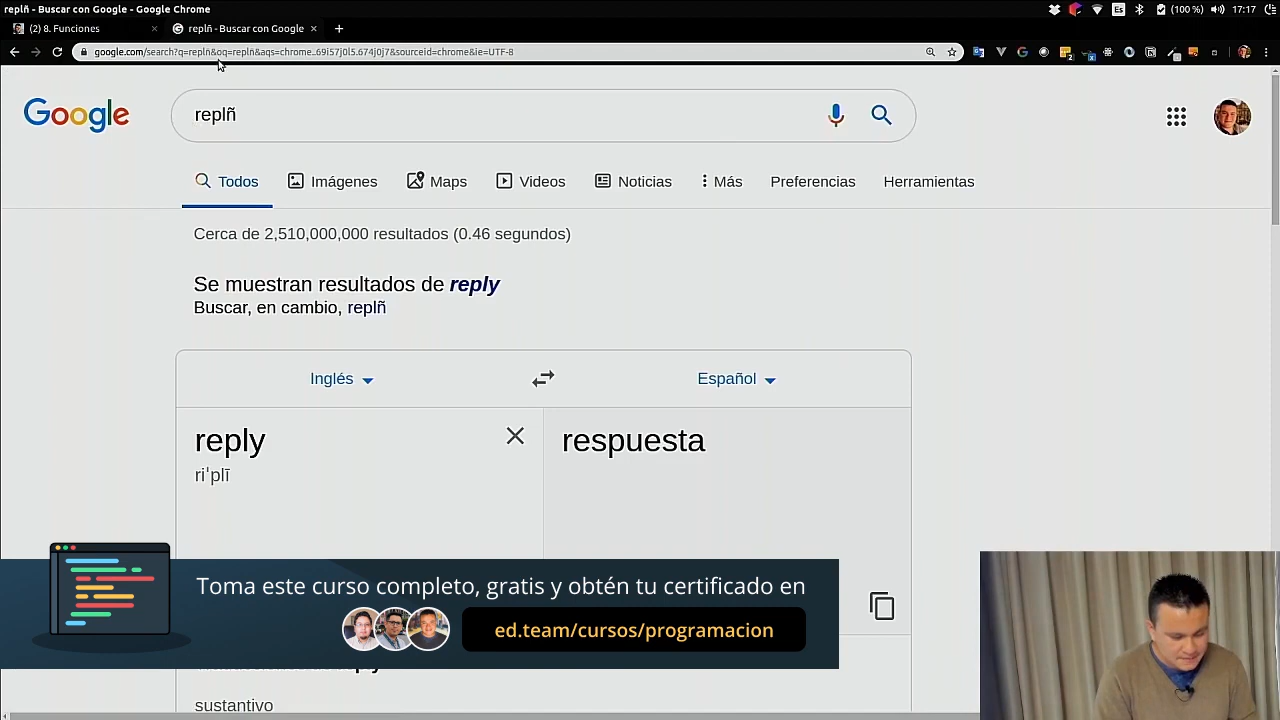 replñ - Buscar con Google - Google Chrome
Es
(100 %)
17:17
(2) 8. Funciones
replñ - Buscar con Google
google.com/search?q=replñ&oq=replñ&aqs=chrome..69i57j0l5.674j0j7&sourceid=chrome&ie=UTF-8
Google
replñ
Todos
Imágenes
Maps
Videos
Noticias
Más
Preferencias
Herramientas
Cerca de 2,510,000,000 resultados (0.46 segundos)
Se muestran resultados de reply
Buscar, en cambio, replñ
Inglés
Español
reply
respuesta
riˈplī
Toma este curso completo, gratis y obtén tu certificado en
ed.team/cursos/programacion
sustantivo